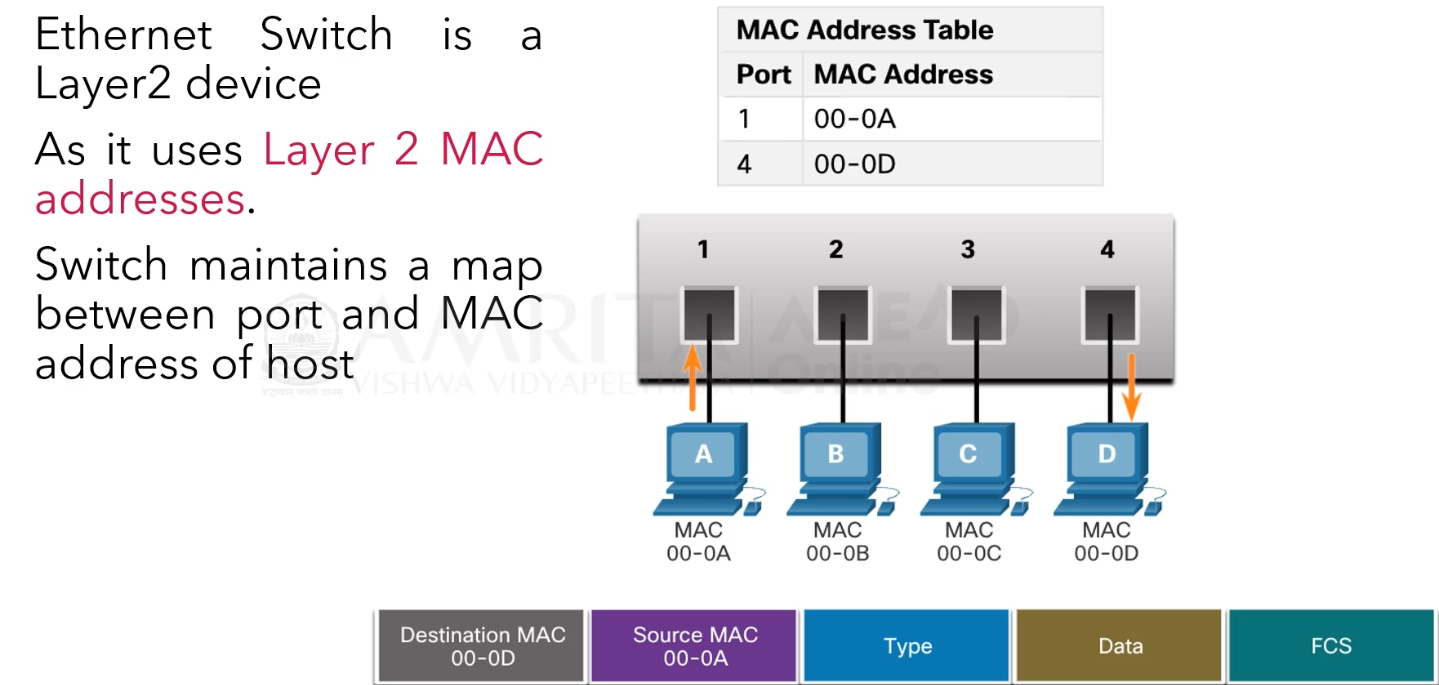 Ethernet Switch is a
Layer2 device
As it uses Layer 2 MAC
addresses.
Switch maintains a map
between port and MAC
address of host
MAC Address Table
Port MAC Address
1 00-0A
4 00-0D
1 2 3 4
AMRITA AHEAD
VISHWA VIDYAPEETHAM Online
A B C D
MAC MAC MAC MAC
00-0A 00-0B 00-0C 00-0D
Destination MAC
00-0D
Source MAC
00-0A
Type
Data
FCS